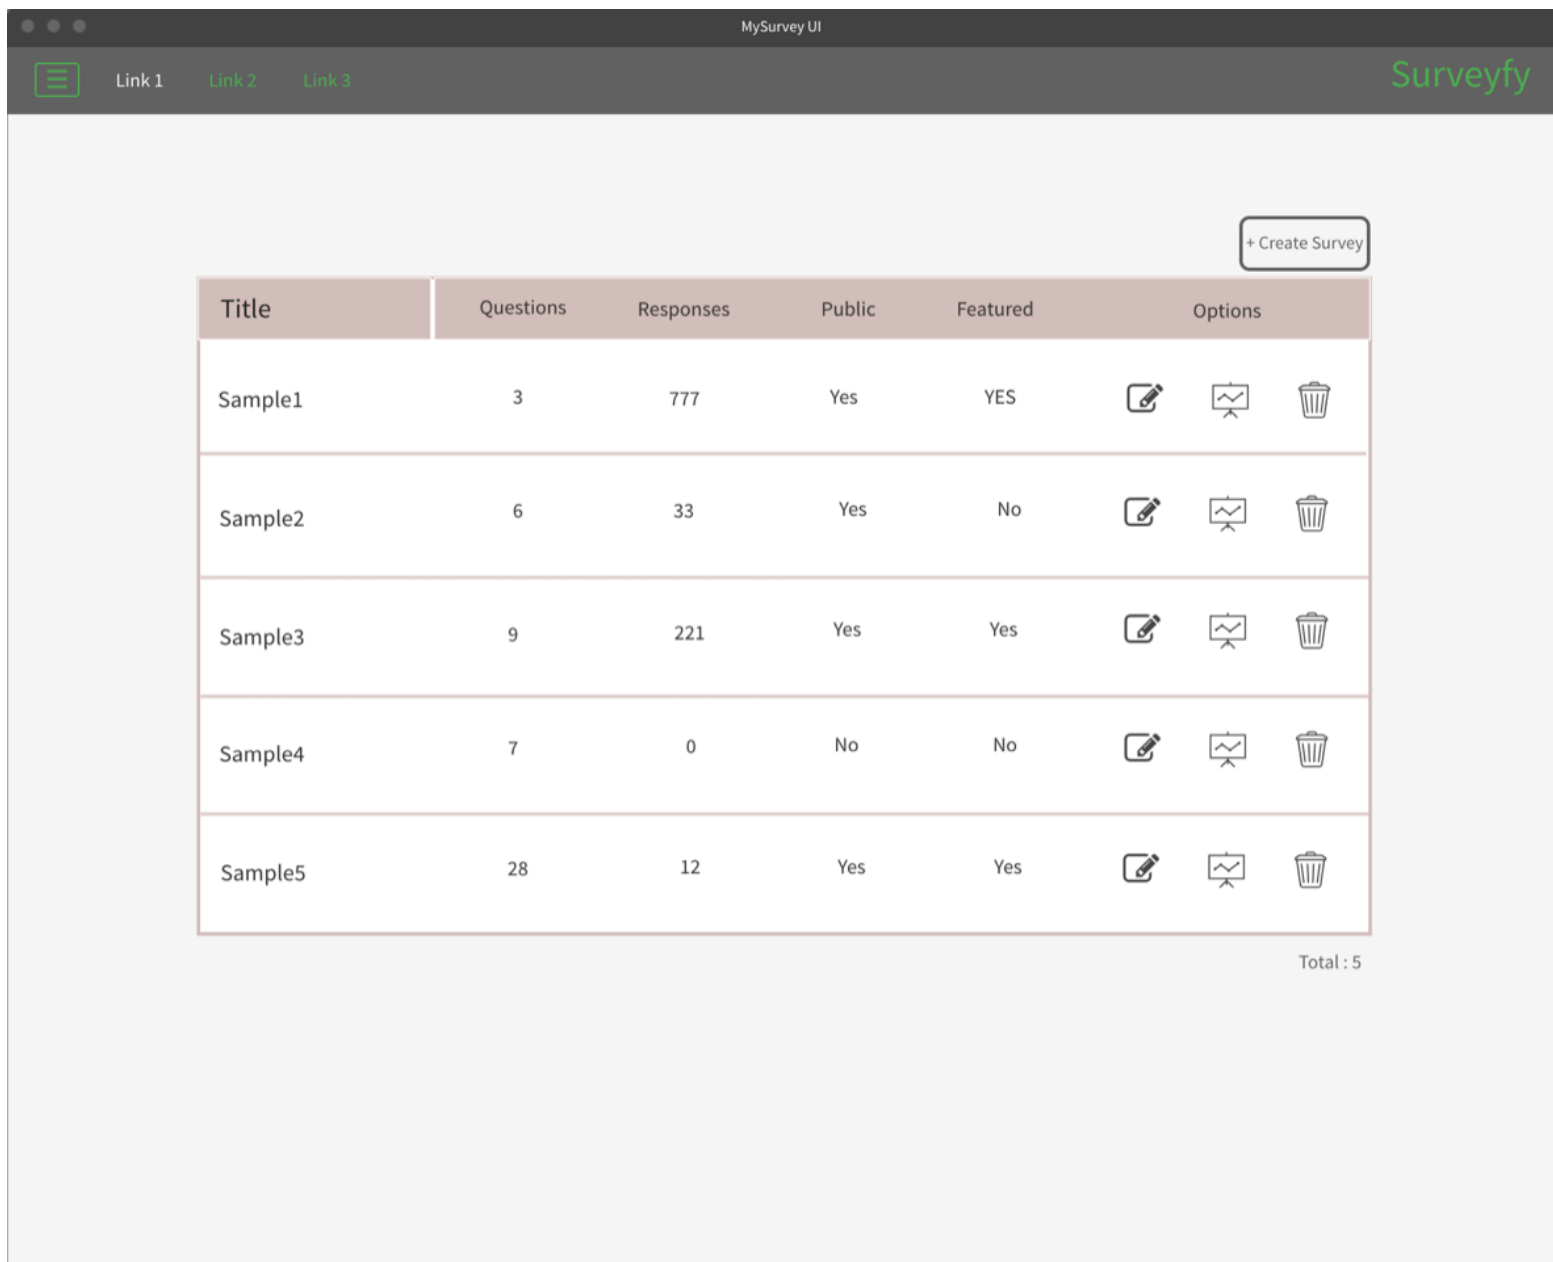 MySurvey UI
Link 1 Link 2 Link 3 Surveyfy
+ Create Survey
Title Questions Responses Public Featured Options
Sample1 3 777 Yes YES
Sample2 6 33 Yes No
Sample3 9 221 Yes Yes
Sample4 7 0 No No
Sample5 28 12 Yes Yes
Total : 5